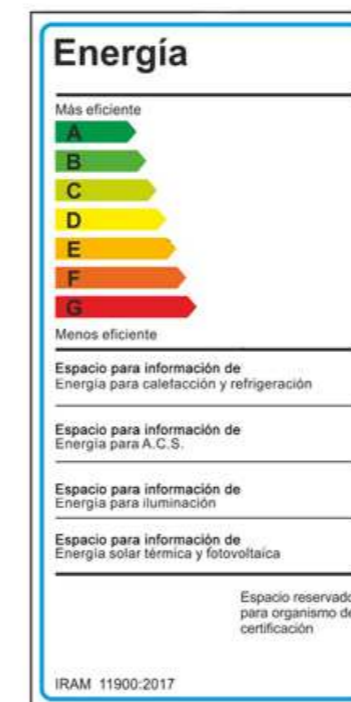 Energía
Más eficiente
A
B
C
D
E
F
G
Menos eficiente
Espacio para información de
Energía para calefacción y refrigeración
Espacio para información de
Energía para A.C.S.
Espacio para información de
Energía para iluminación
Espacio para información de
Energía solar térmica y fotovoltaica
Espacio reservado
para organismo de
certificación
IRAM 11900:2017